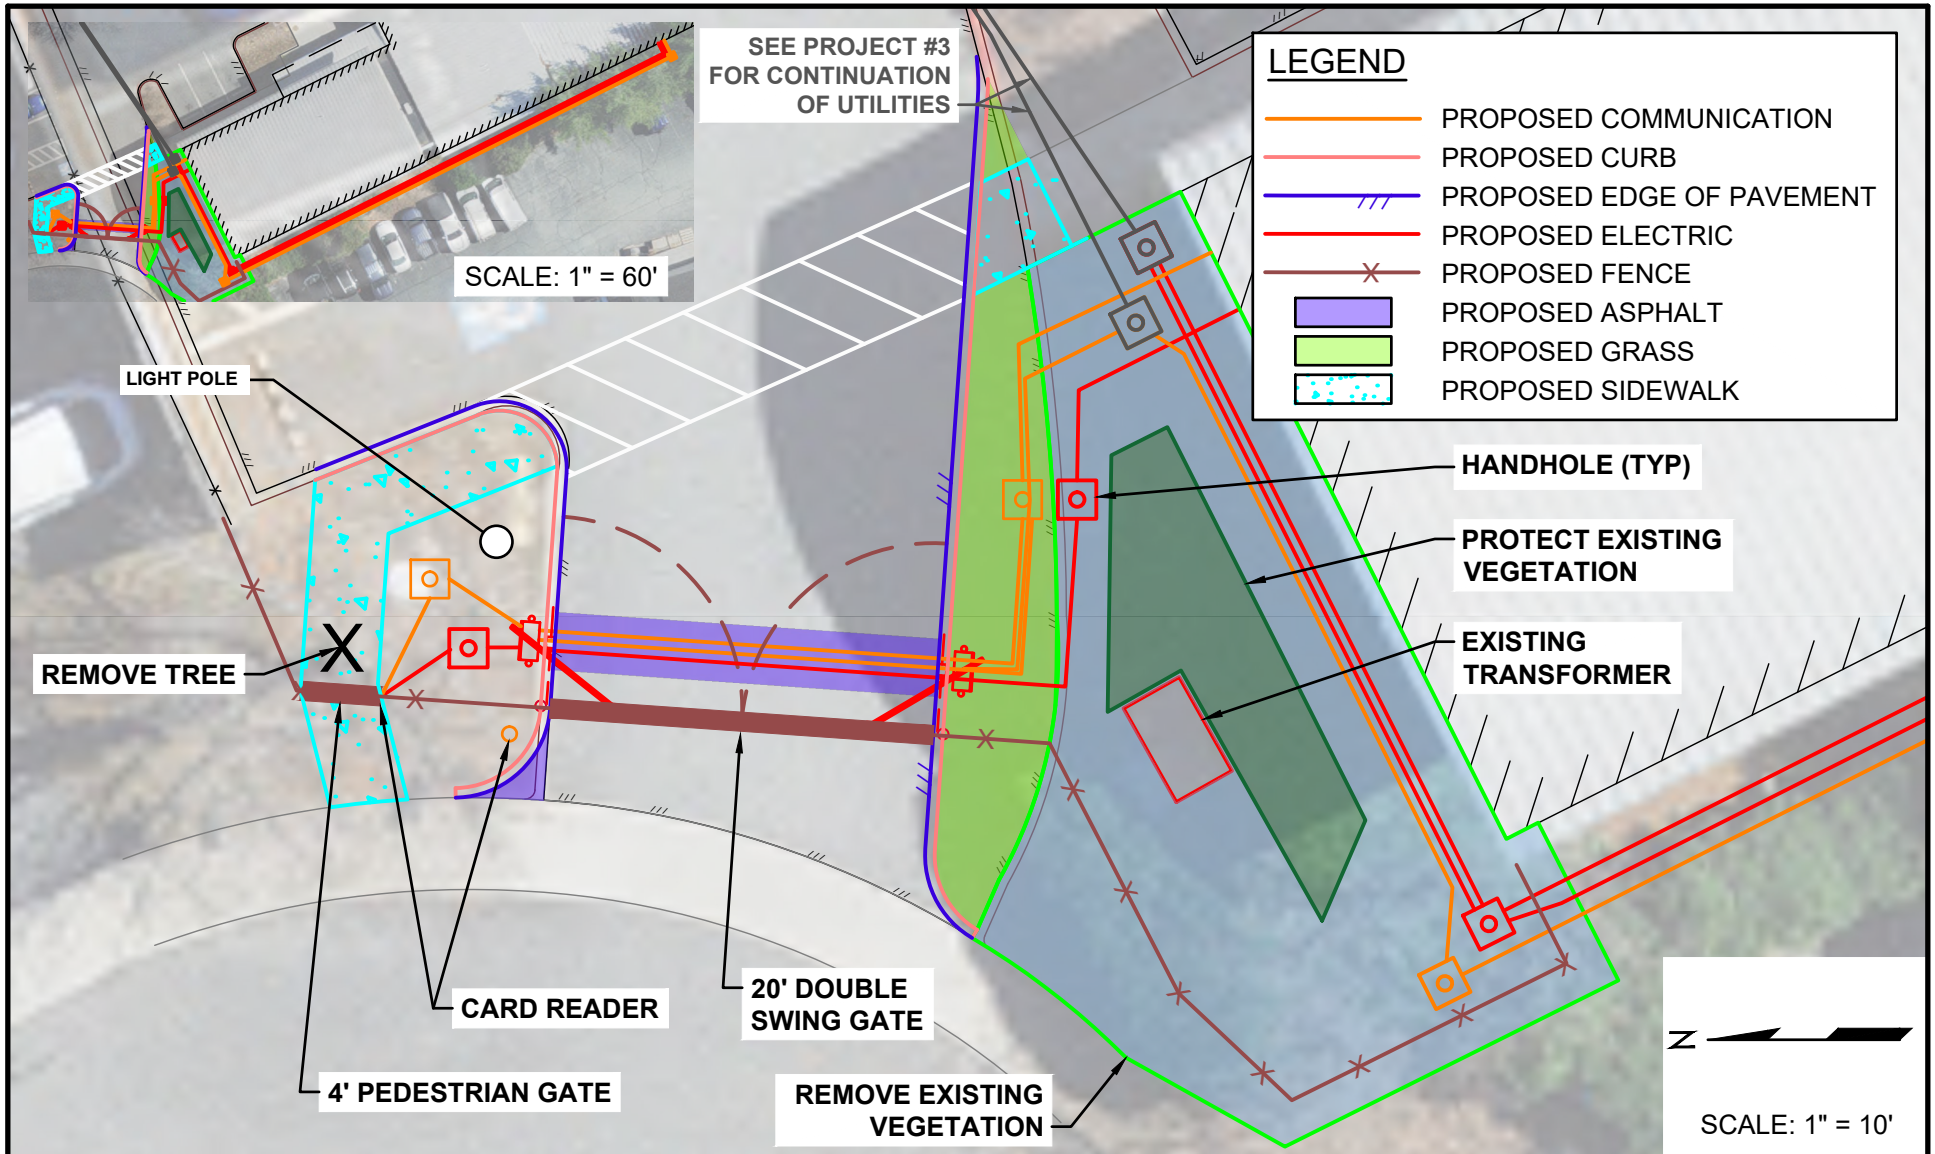 SEE PROJECT #3
FOR CONTINUATION
OF UTILITIES
SCALE: 1" = 60'
LEGEND
PROPOSED COMMUNICATION
PROPOSED CURB
PROPOSED EDGE OF PAVEMENT
PROPOSED ELECTRIC
PROPOSED FENCE
PROPOSED ASPHALT
PROPOSED GRASS
PROPOSED SIDEWALK
LIGHT POLE
HANDHOLE (TYP)
PROTECT EXISTING
VEGETATION
EXISTING
TRANSFORMER
REMOVE TREE
CARD READER
20' DOUBLE
SWING GATE
4' PEDESTRIAN GATE
REMOVE EXISTING
VEGETATION
N
SCALE: 1" = 10'